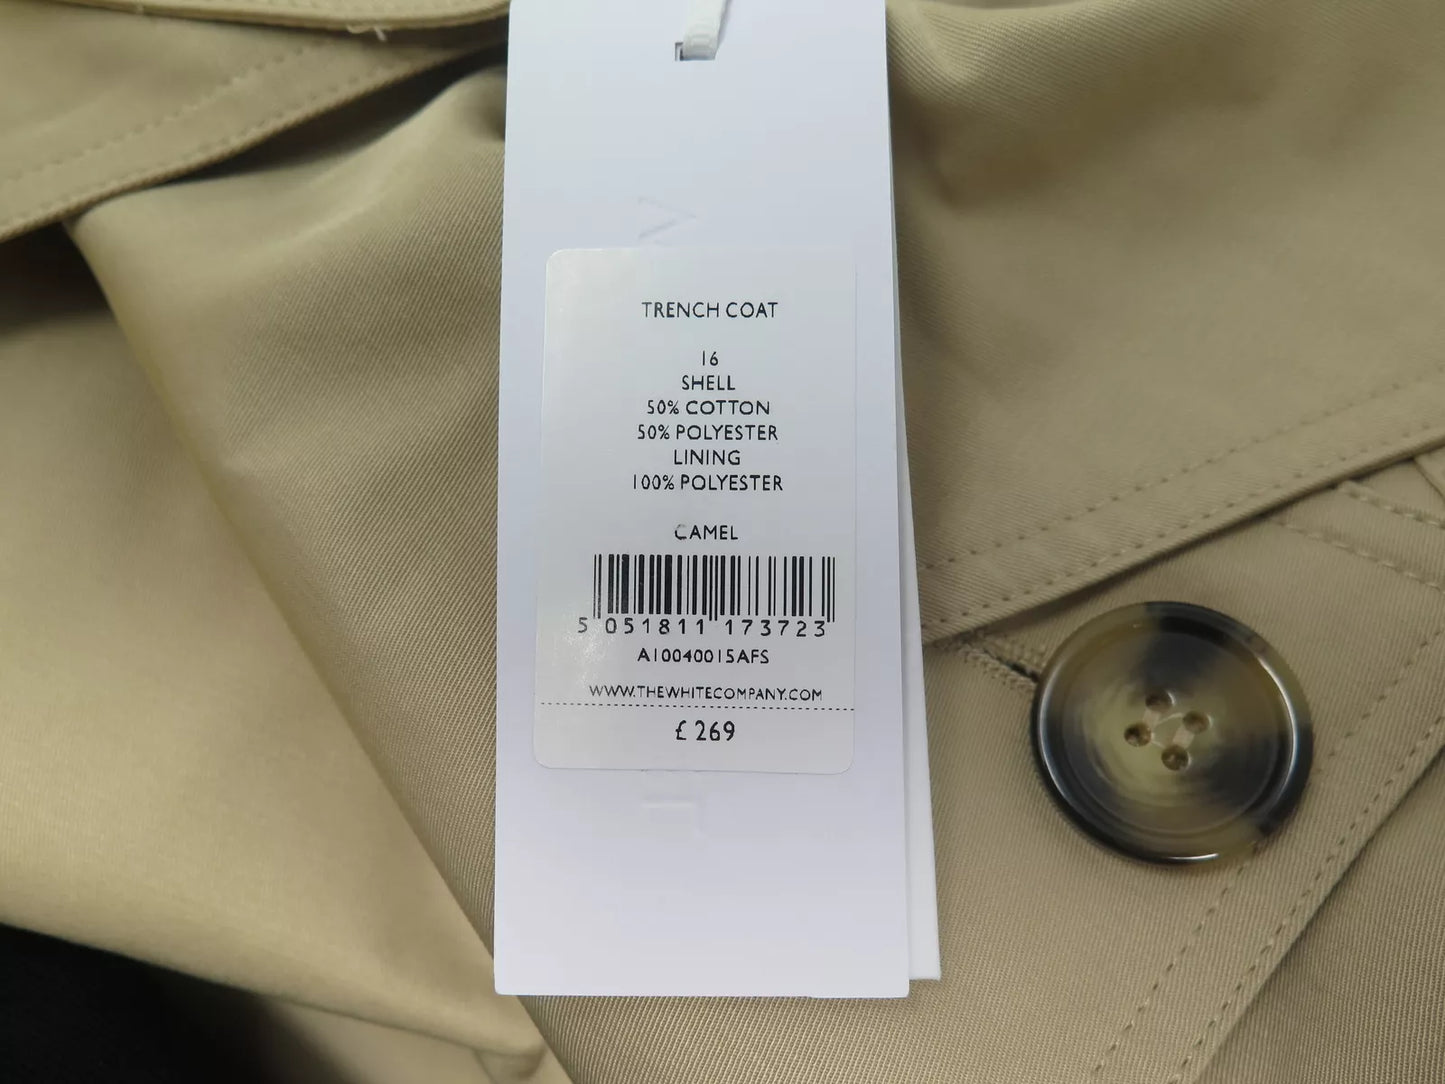 TRENCH COAT
16
SHELL
50% COTTON
50% POLYESTER
LINING
100% POLYESTER
CAMEL
5 051811 173723
A10040015AFS
WWW.THEWHITECOMPANY.COM
£ 269